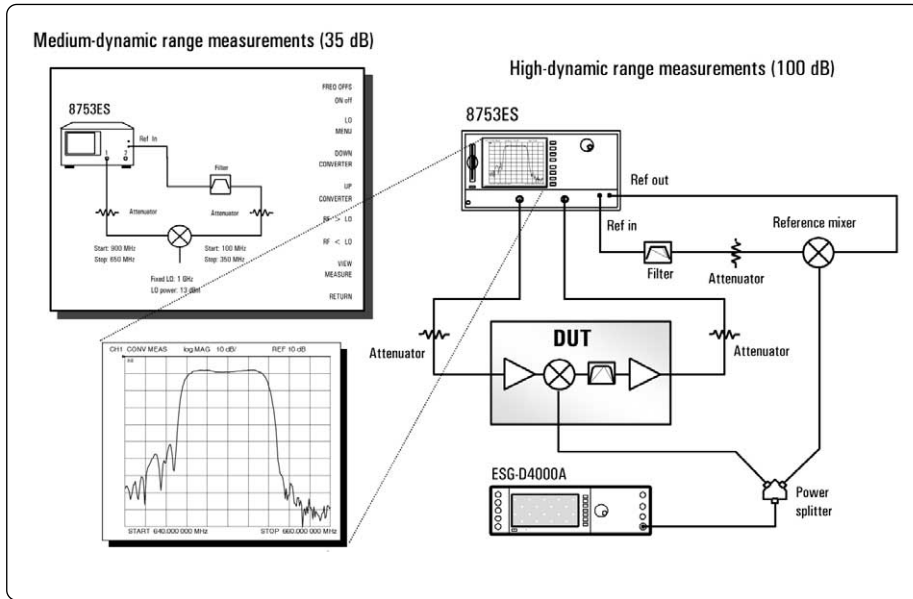 Medium-dynamic range measurements (35 dB)
8753ES
Ref In
1 2
Filter
Attenuator
Attenuator
Start: 900 MHz
Stop: 650 MHz
Start: 100 MHz
Stop: 350 MHz
Fixed LO: 1 GHz
LO power: 13 dBm
FREQ OFFS
ON off
LO
MENU
DOWN
CONVERTER
UP
CONVERTER
RF > LO
RF < LO
VIEW
MEASURE
RETURN
CH1 CONV MEAS log MAG 10 dB/ REF 10 dB
START 640.000 000 MHz STOP 660.000 000 MHz
High-dynamic range measurements (100 dB)
8753ES
Ref out
Ref in
Reference mixer
Filter
Attenuator
Attenuator
DUT
Attenuator
ESG-D4000A
Power
splitter